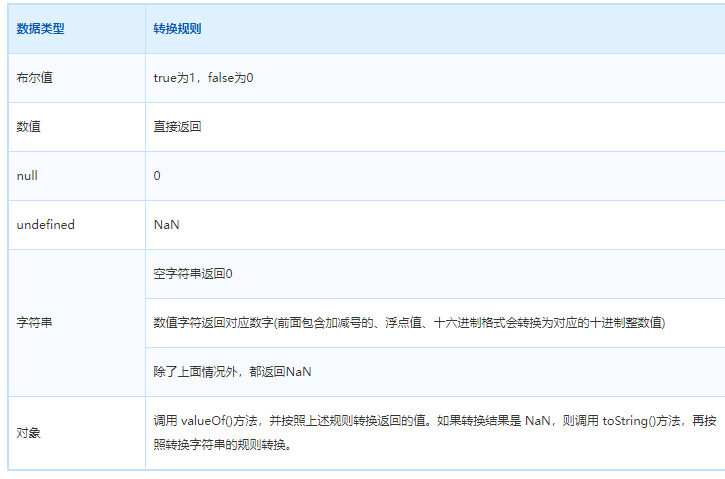 数据类型 转换规则
布尔值 true为1，false为0
数值 直接返回
null 0
undefined NaN
空字符串返回0
字符串 数值字符返回对应数字(前面包含加减号的、浮点值、十六进制格式会转换为对应的十进制整数值)
除了上面情况外，都返回NaN
对象 调用 valueOf()方法，并按照上述规则转换返回的值。如果转换结果是 NaN，则调用 toString()方法，再按
照转换字符串的规则转换。